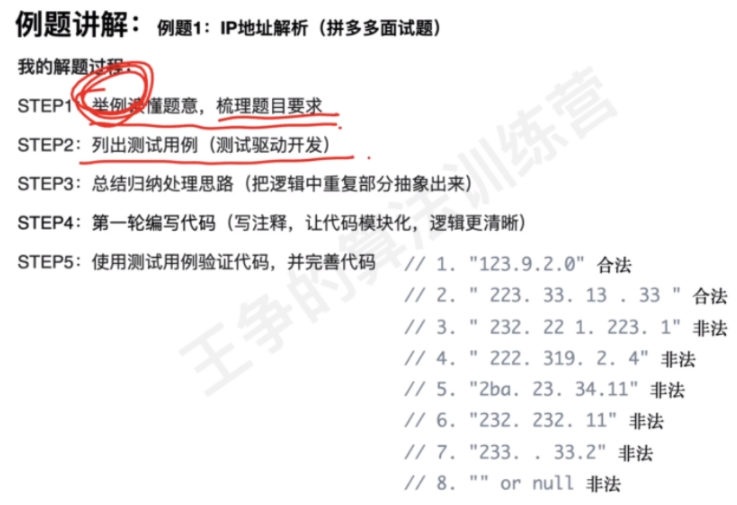 例题讲解：例题1：IP地址解析（拼多多面试题）
我的解题过程：
STEP1：举例读懂题意，梳理题目要求
STEP2：列出测试用例（测试驱动开发）
STEP3：总结归纳处理思路（把逻辑中重复部分抽象出来）
STEP4：第一轮编写代码（写注释，让代码模块化，逻辑更清晰）
STEP5：使用测试用例验证代码，并完善代码
// 1. "123.9.2.0" 合法
// 2. " 223. 33. 13 . 33 " 合法
// 3. " 232. 22 1. 223. 1" 非法
// 4. " 222. 319. 2. 4" 非法
// 5. "2ba. 23. 34.11" 非法
// 6. "232. 232. 11" 非法
// 7. "233. . 33.2" 非法
// 8. "" or null 非法
王争的算法训练营